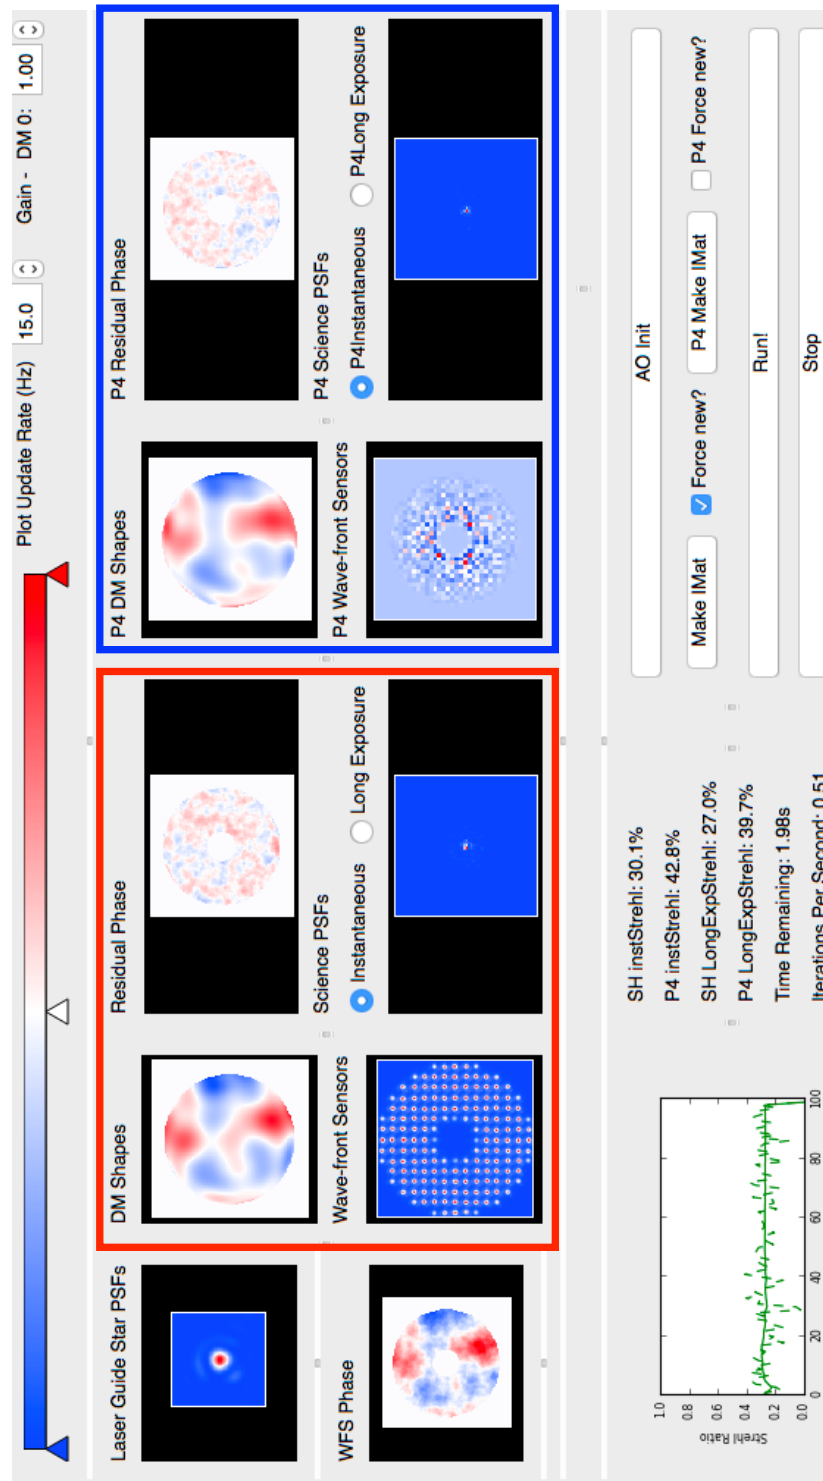 Plot Update Rate (Hz) 15.0 Gain - DM 0: 1.00
Laser Guide Star PSFs
WFS Phase
DM Shapes
Residual Phase
Wave-front Sensors
Science PSFs
Instantaneous Long Exposure
P4 DM Shapes
P4 Residual Phase
P4 Wave-front Sensors
P4 Science PSFs
P4Instantaneous P4Long Exposure
Strehl Ratio
1.0
0.8
0.6
0.4
0.2
0.0
0 20 40 60 80 100
SH instStrehl: 30.1%
P4 instStrehl: 42.8%
SH LongExpStrehl: 27.0%
P4 LongExpStrehl: 39.7%
Time Remaining: 1.98s
Iterations Per Second: 0.51
AO Init
Make IMat Force new? P4 Make IMat P4 Force new?
Run!
Stop